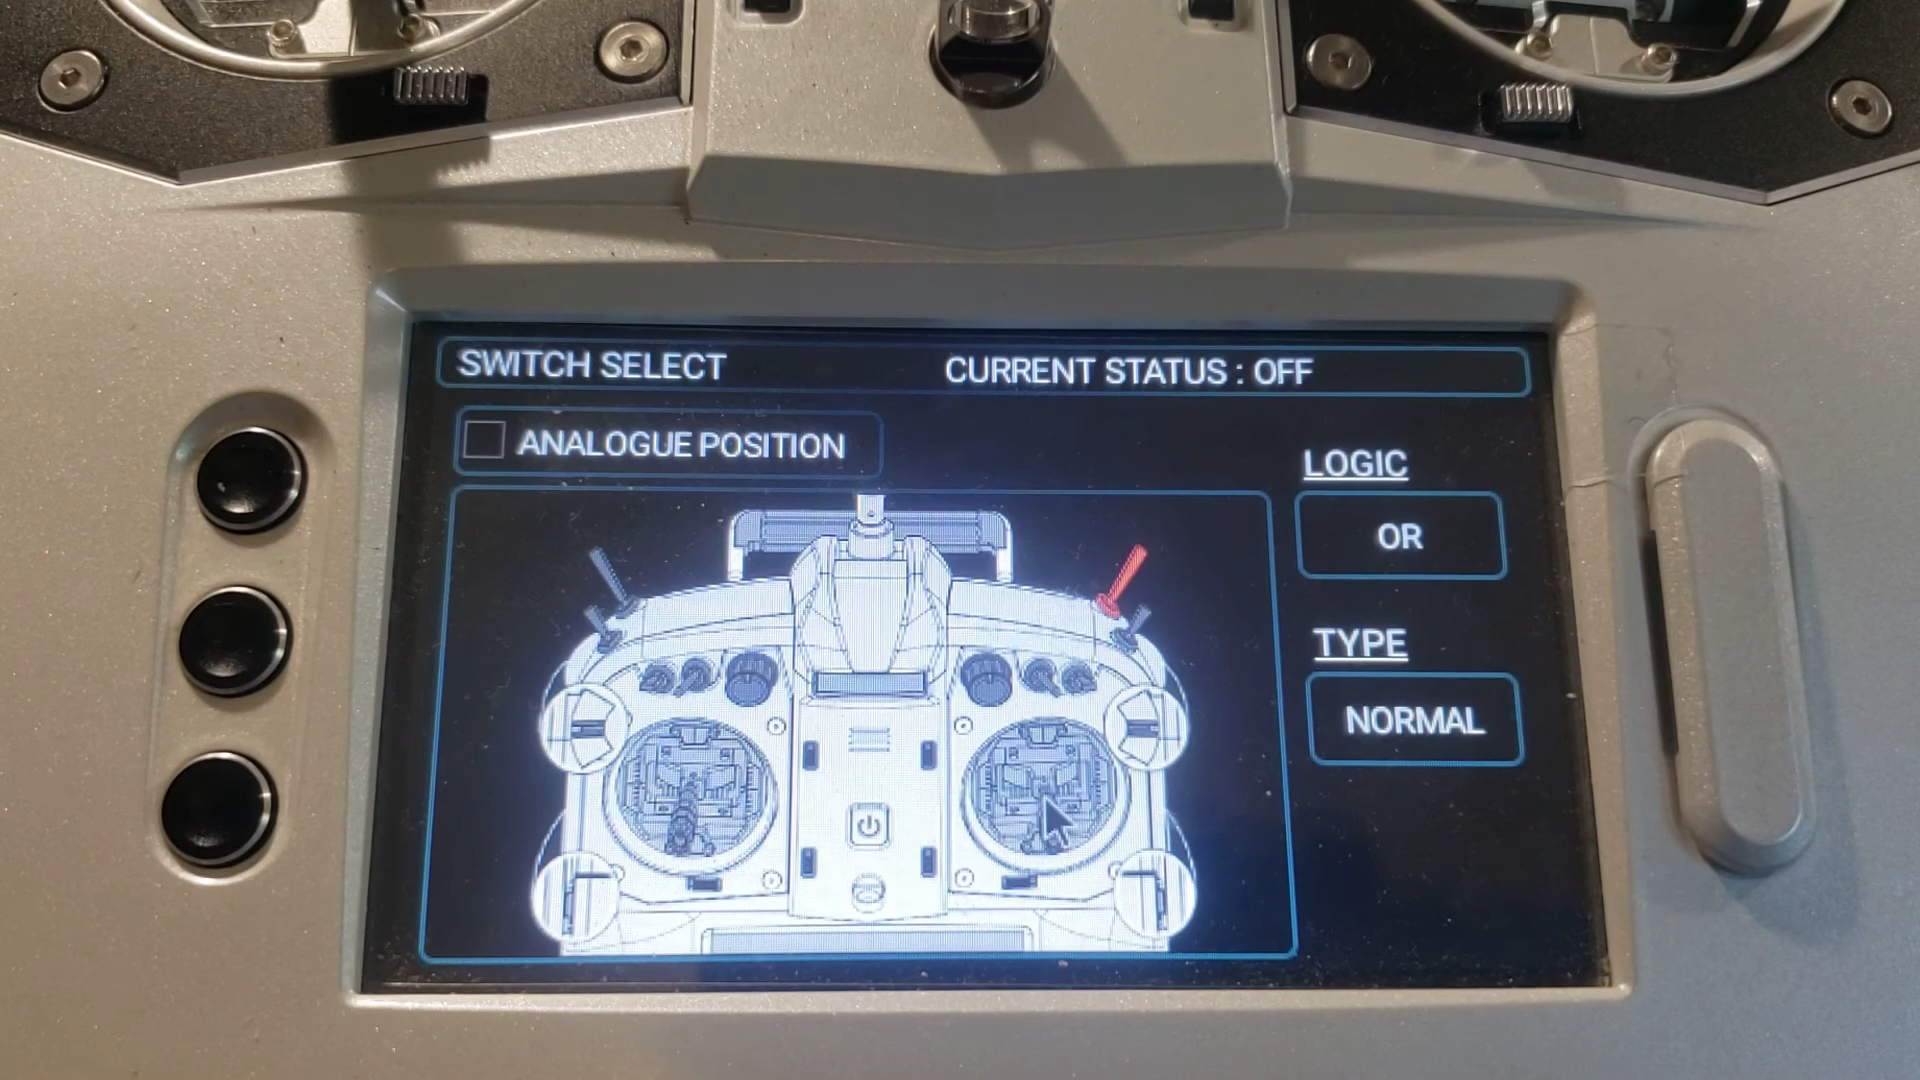 SWITCH SELECT
CURRENT STATUS : OFF
ANALOGUE POSITION
LOGIC
OR
TYPE
NORMAL